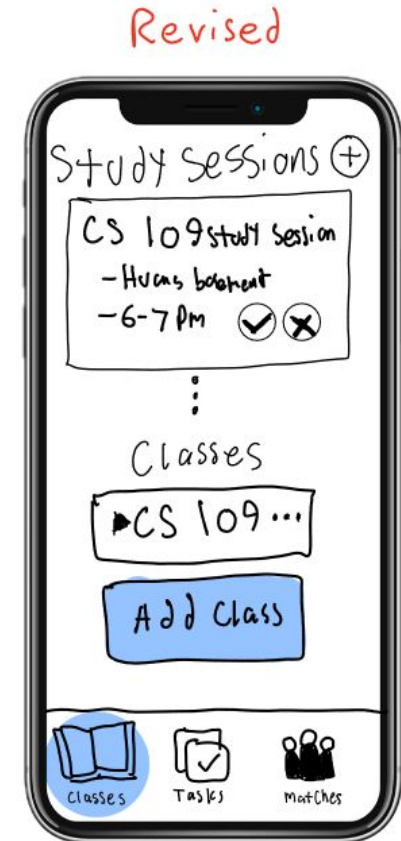 Revised
Study Sessions
CS 109 study session
- Huangs basement
- 6-7 PM
Classes
CS 109 ...
Add Class
Classes
Tasks
Matches